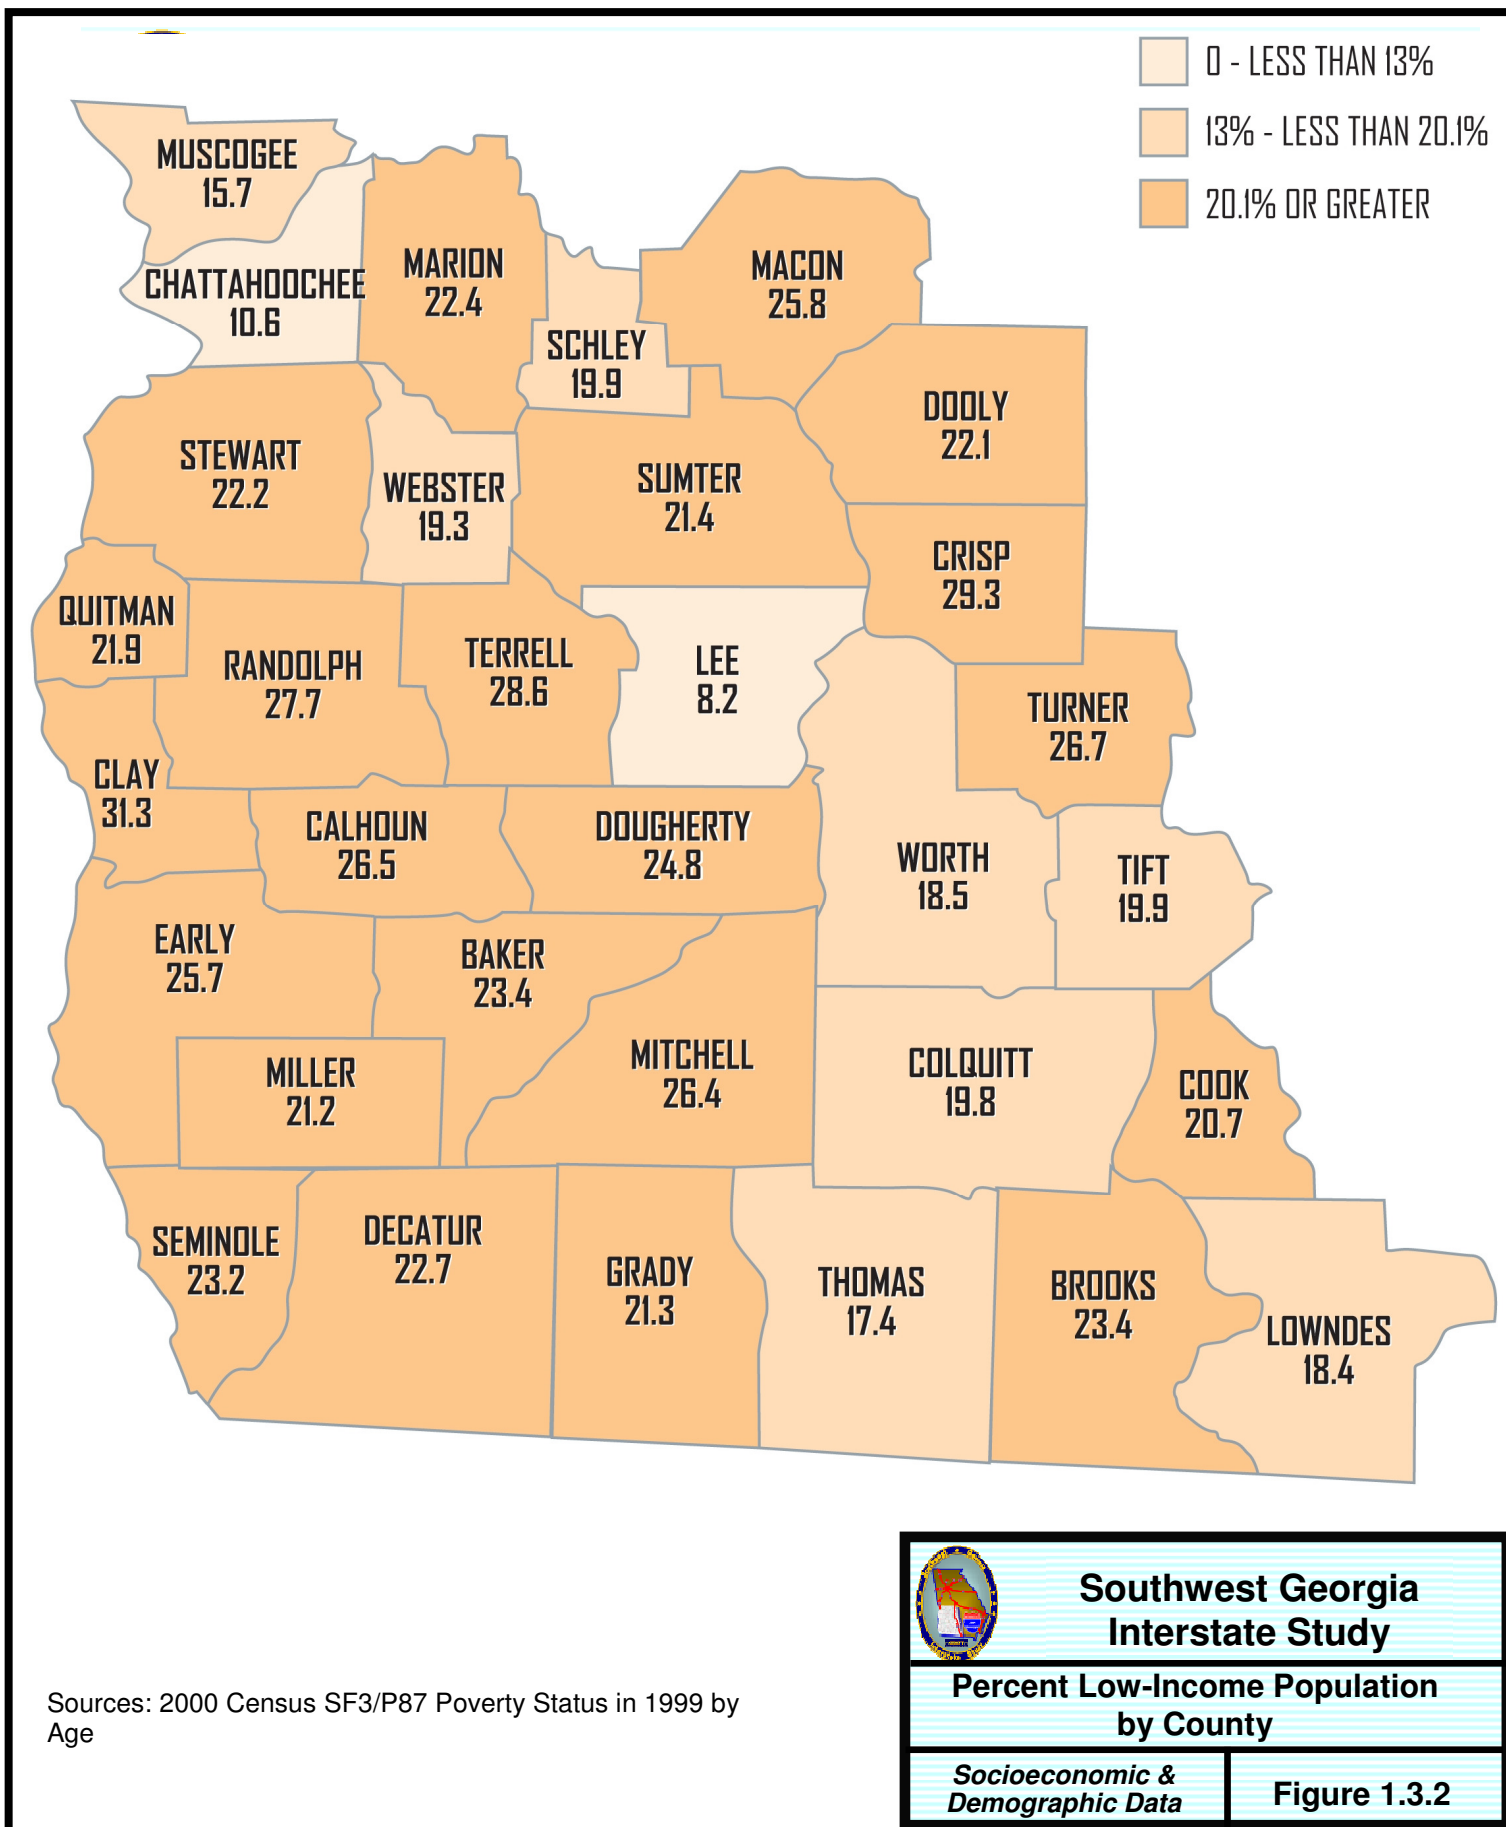 0 - LESS THAN 13%
13% - LESS THAN 20.1%
20.1% OR GREATER
MUSCOGEE
15.7
CHATTAHOOCHEE
10.6
MARION
22.4
SCHLEY
19.9
MACON
25.8
DOOLY
22.1
STEWART
22.2
WEBSTER
19.3
SUMTER
21.4
CRISP
29.3
QUITMAN
21.9
RANDOLPH
27.7
TERRELL
28.6
LEE
8.2
TURNER
26.7
CLAY
31.3
CALHOUN
26.5
DOUGHERTY
24.8
WORTH
18.5
TIFT
19.9
EARLY
25.7
BAKER
23.4
MILLER
21.2
MITCHELL
26.4
COLQUITT
19.8
COOK
20.7
SEMINOLE
23.2
DECATUR
22.7
GRADY
21.3
THOMAS
17.4
BROOKS
23.4
LOWNDES
18.4
Sources: 2000 Census SF3/P87 Poverty Status in 1999 by
Age
Southwest Georgia
Interstate Study
Percent Low-Income Population
by County
Socioeconomic &
Demographic Data
Figure 1.3.2